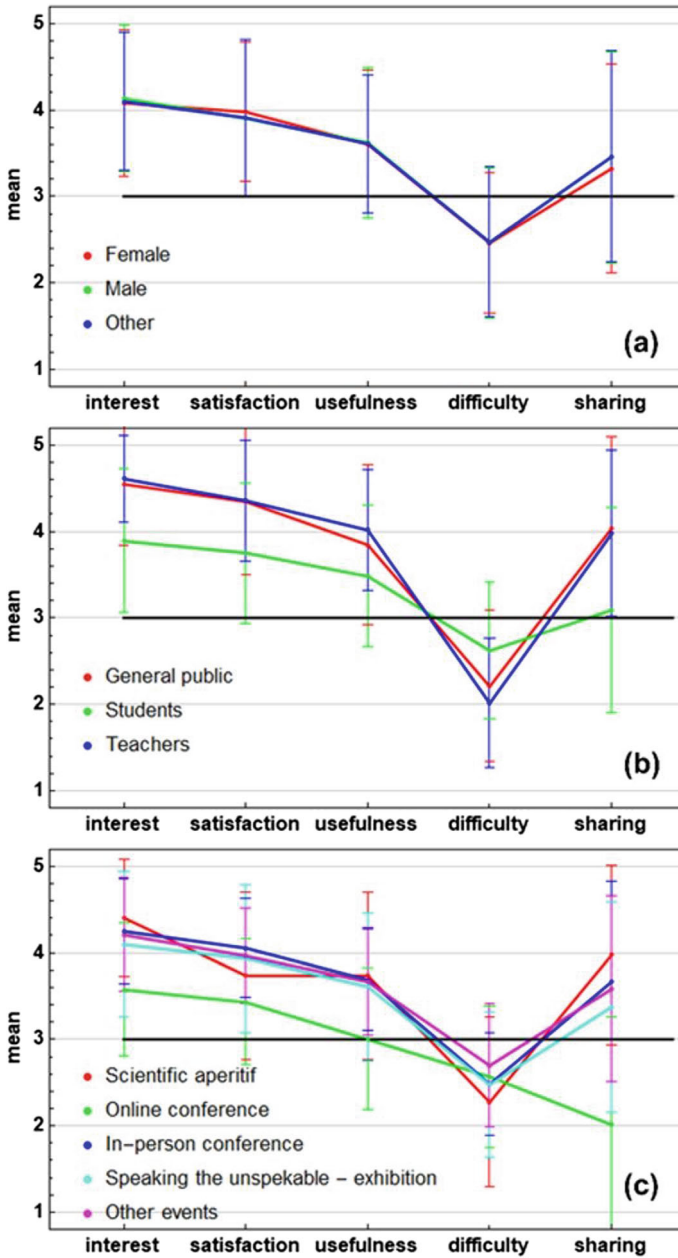 5
4
3
2
1
mean
Female
Male
Other
(a)
interest satisfaction usefulness difficulty sharing
5
4
3
2
1
mean
General public
Students
Teachers
(b)
interest satisfaction usefulness difficulty sharing
5
4
3
2
1
mean
Scientific aperitif
Online conference
In-person conference
Speaking the unspekable – exhibition
Other events
(c)
interest satisfaction usefulness difficulty sharing